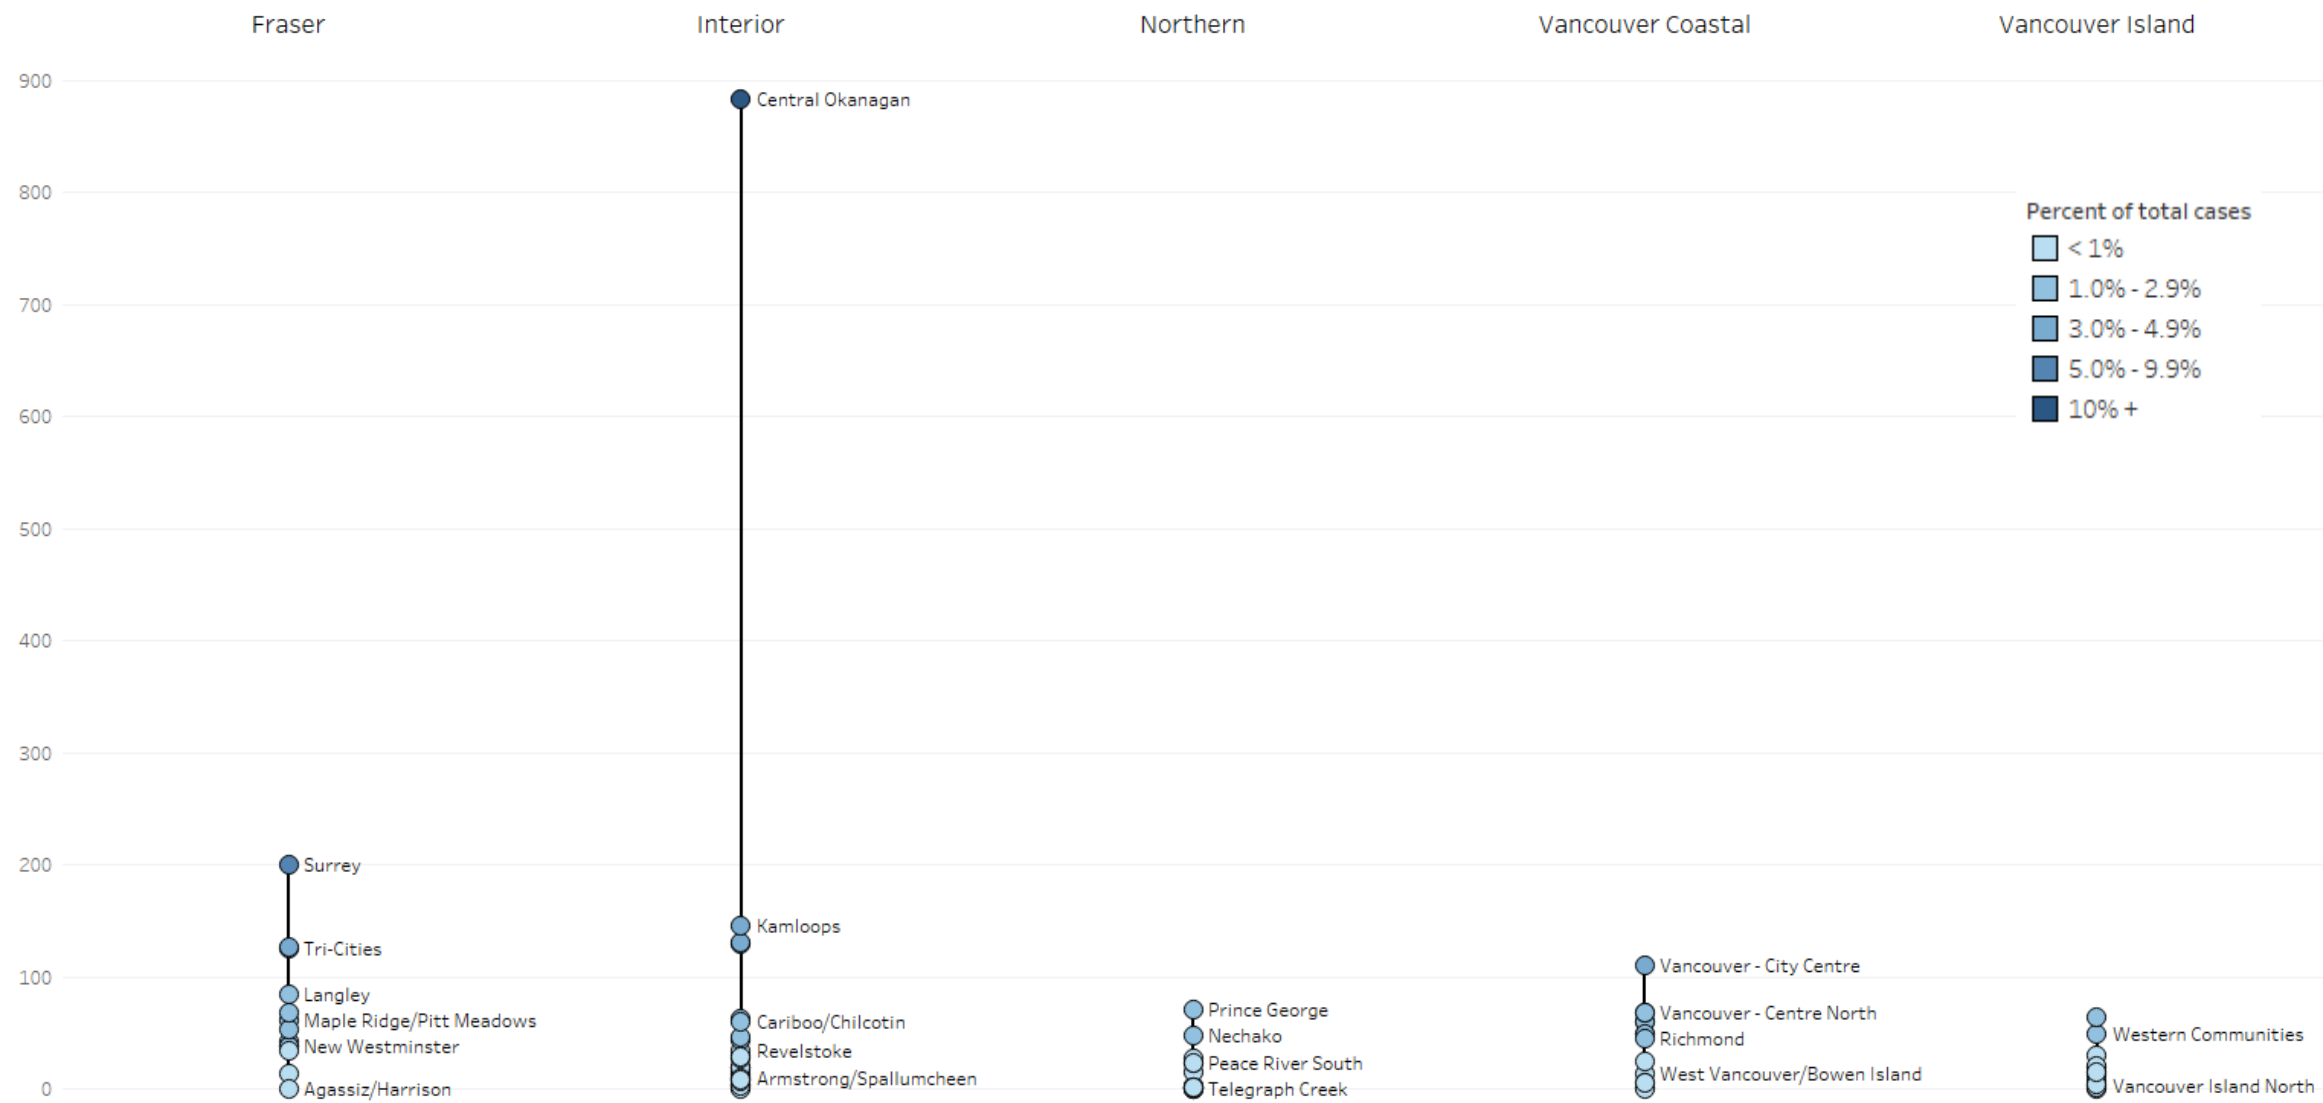 Fraser
Interior
Northern
Vancouver Coastal
Vancouver Island
900
800
700
600
500
400
300
200
100
0
Percent of total cases
< 1%
1.0% - 2.9%
3.0% - 4.9%
5.0% - 9.9%
10% +
Surrey
Tri-Cities
Langley
Maple Ridge/Pitt Meadows
New Westminster
Agassiz/Harrison
Central Okanagan
Kamloops
Cariboo/Chilcotin
Revelstoke
Armstrong/Spallumcheen
Prince George
Nechako
Peace River South
Telegraph Creek
Vancouver - City Centre
Vancouver - Centre North
Richmond
West Vancouver/Bowen Island
Western Communities
Vancouver Island North